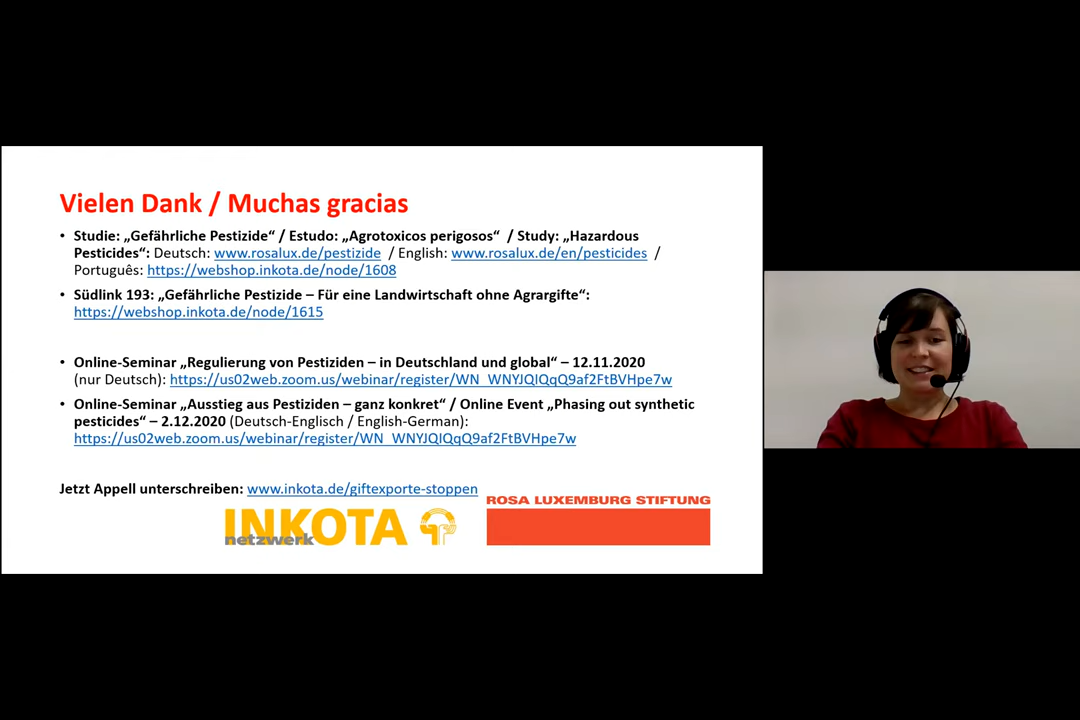 Vielen Dank / Muchas gracias
• Studie: „Gefährliche Pestizide“ / Estudo: „Agrotoxicos perigosos“ / Study: „Hazardous
Pesticides“: Deutsch: www.rosalux.de/pestizide / English: www.rosalux.de/en/pesticides /
Português: https://webshop.inkota.de/node/1608
• Südlink 193: „Gefährliche Pestizide – Für eine Landwirtschaft ohne Agrargifte“:
https://webshop.inkota.de/node/1615
• Online-Seminar „Regulierung von Pestiziden – in Deutschland und global“ – 12.11.2020
(nur Deutsch): https://us02web.zoom.us/webinar/register/WN_WNYJQIQqQ9af2FtBVHpe7w
• Online-Seminar „Ausstieg aus Pestiziden – ganz konkret“ / Online Event „Phasing out synthetic
pesticides“ – 2.12.2020 (Deutsch-Englisch / English-German):
https://us02web.zoom.us/webinar/register/WN_WNYJQIQqQ9af2FtBVHpe7w
Jetzt Appell unterschreiben: www.inkota.de/giftexporte-stoppen
ROSA LUXEMBURG STIFTUNG
INKOTA
netzwerk